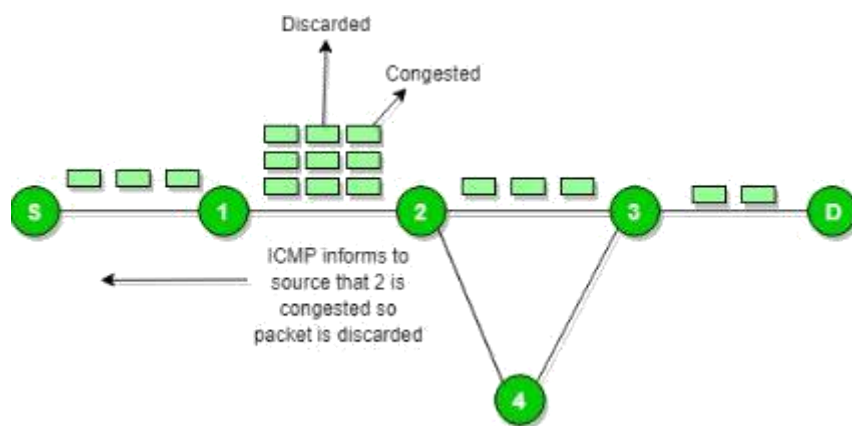 Discarded
Congested
S
1
2
3
D
ICMP informs to
source that 2 is
congested so
packet is discarded
4